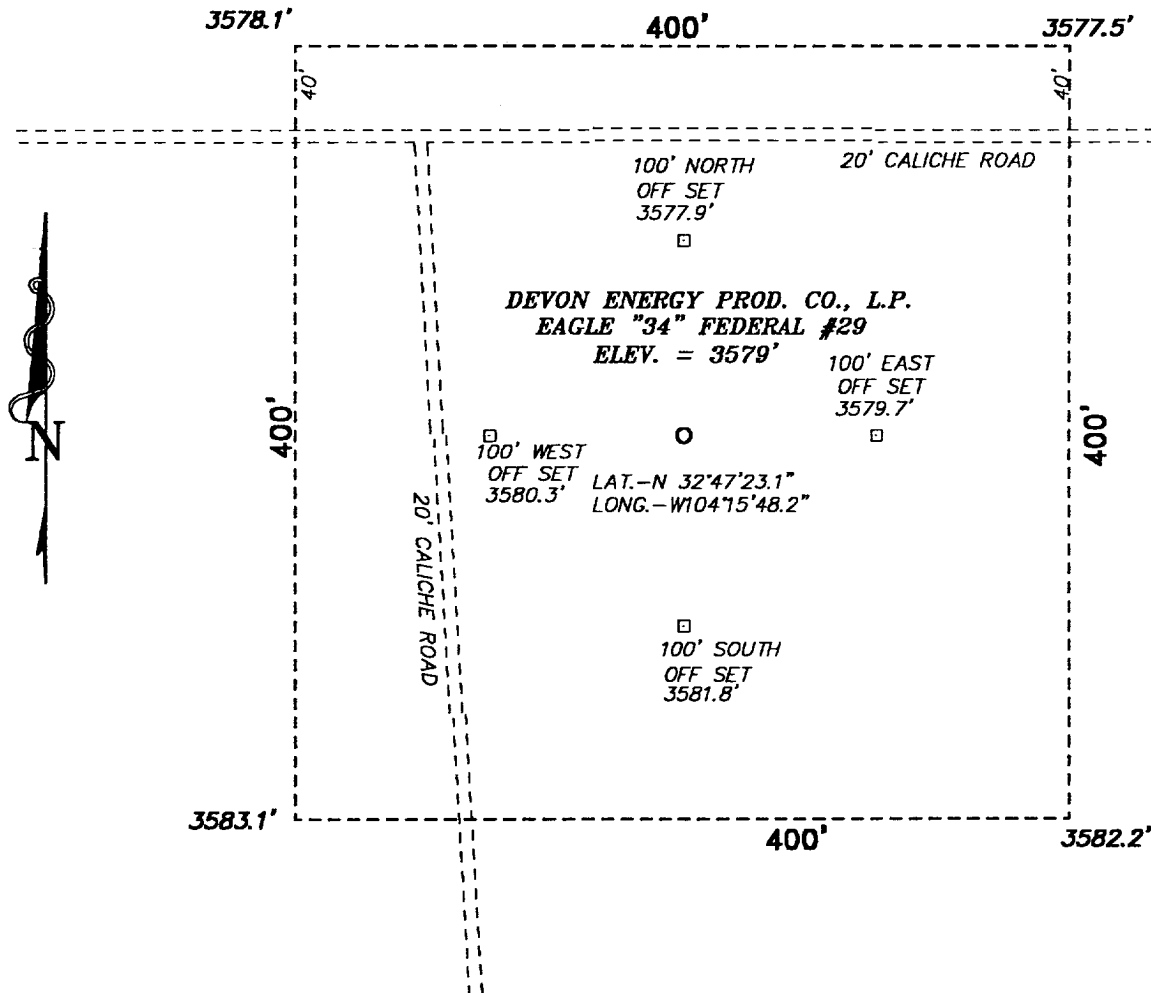 3578.1'
400'
3577.5'
40'
40'
20' CALICHE ROAD
100' NORTH
OFF SET
3577.9'
DEVON ENERGY PROD. CO., L.P.
EAGLE "34" FEDERAL #29
ELEV. = 3579'
100' EAST
OFF SET
3579.7'
400'
N
400'
100' WEST
OFF SET
3580.3'
LAT.-N 32°47'23.1"
LONG.-W104°15'48.2"
20' CALICHE ROAD
100' SOUTH
OFF SET
3581.8'
3583.1'
400'
3582.2'